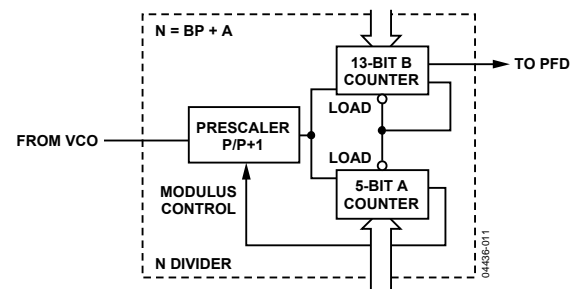 N = BP + A
13-BIT B
COUNTER
TO PFD
LOAD
PRESCALER
P/P+1
FROM VCO
LOAD
MODULUS
CONTROL
5-BIT A
COUNTER
N DIVIDER
04436-011